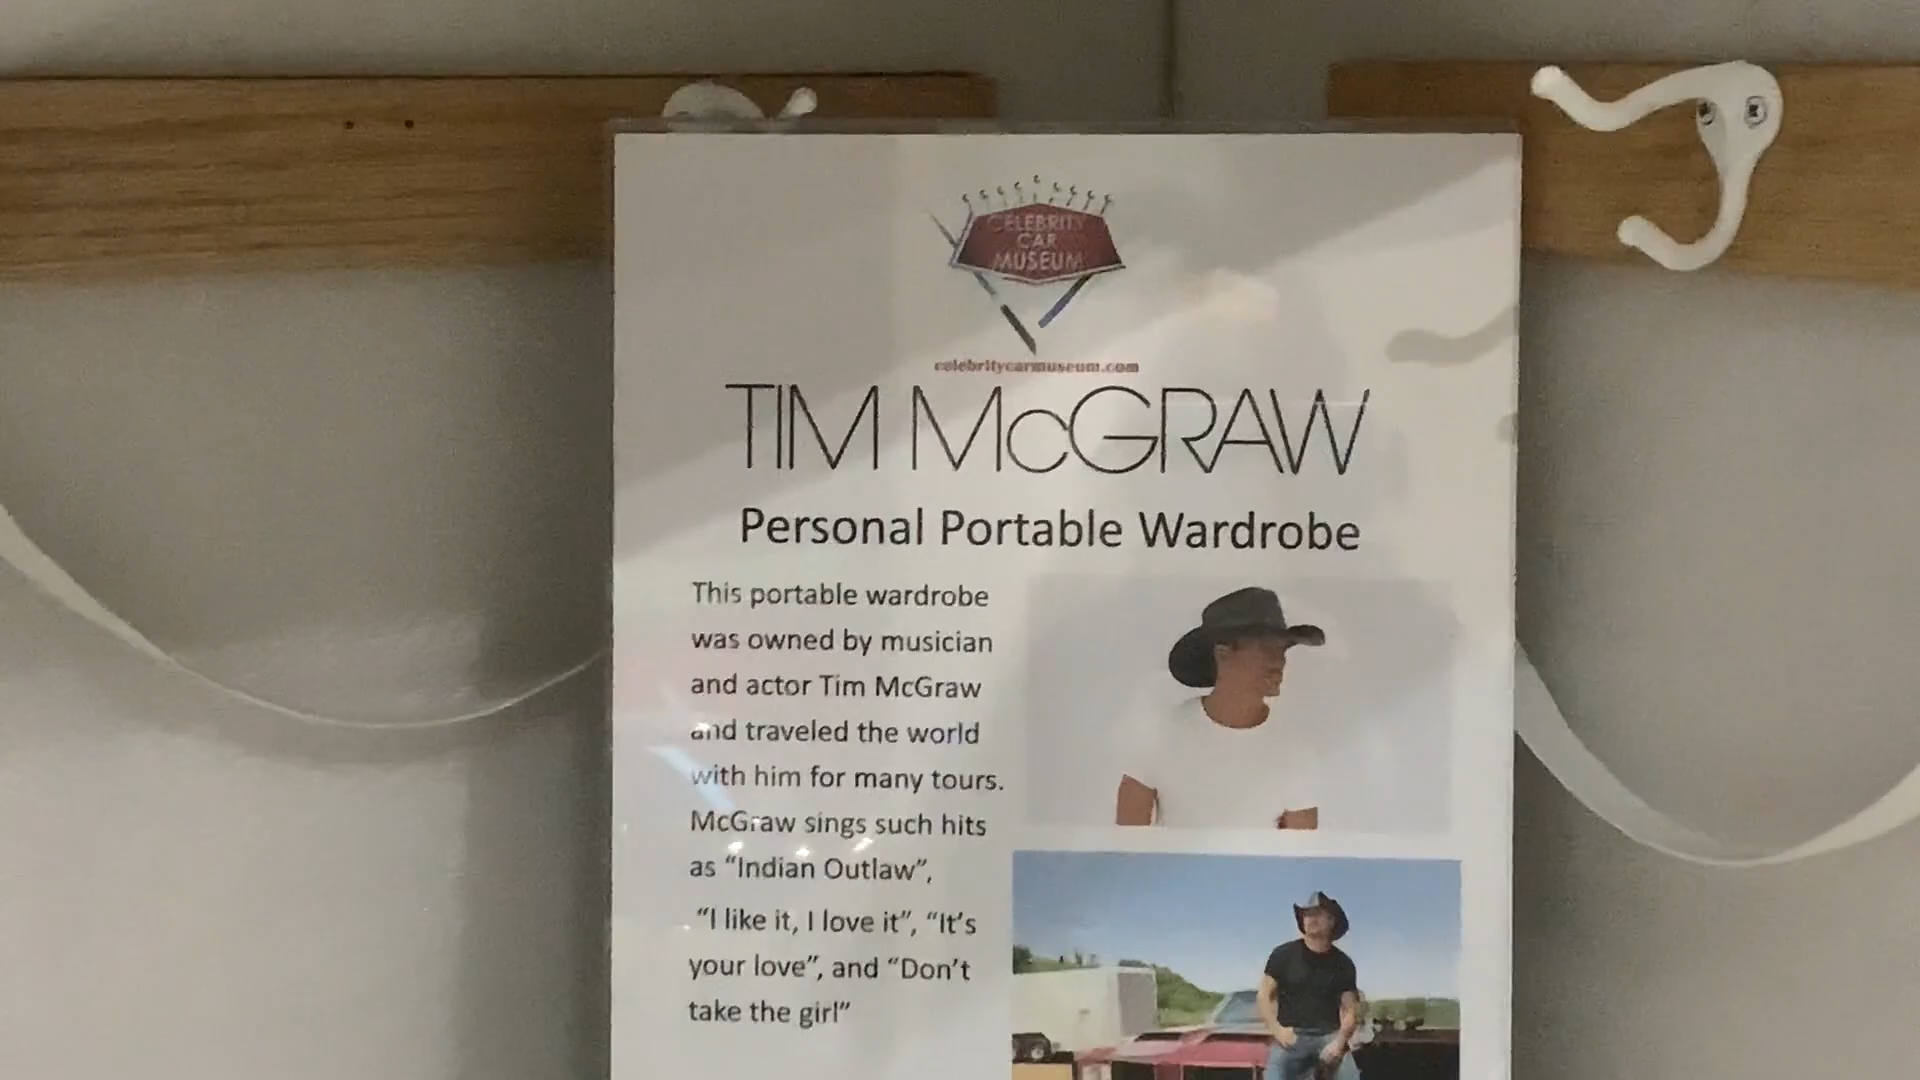 CELEBRITY
CAR
MUSEUM
celebritycarmuseum.com
TIM McGRAW
Personal Portable Wardrobe
This portable wardrobe
was owned by musician
and actor Tim McGraw
and traveled the world
with him for many tours.
McGraw sings such hits
as “Indian Outlaw”,
“I like it, I love it”, “It’s
your love”, and “Don’t
take the girl”